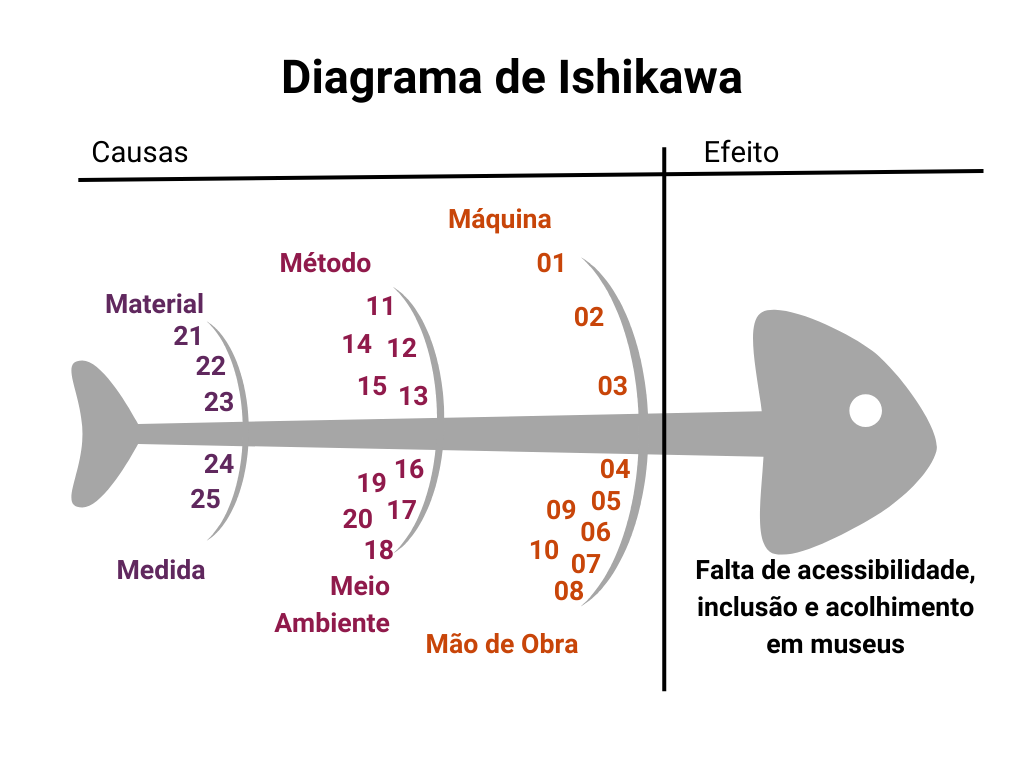 Diagrama de Ishikawa
Causas
Efeito
Máquina
01
02
03
Método
11
14 12
15 13
Material
21
22
23
24
25
Medida
16
19
17
20
18
Meio
Ambiente
04
05
09
06
10
07
08
Mão de Obra
Falta de acessibilidade,
inclusão e acolhimento
em museus